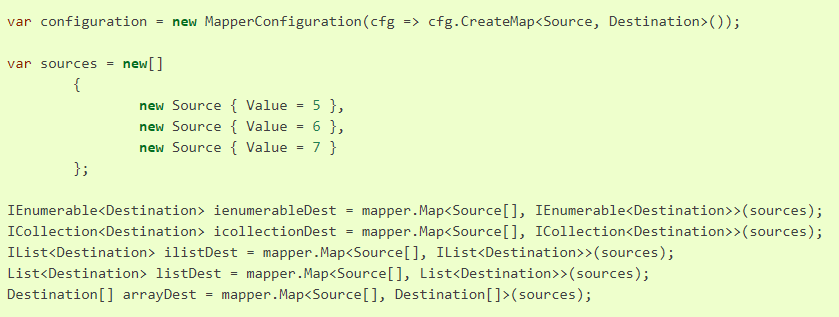 var configuration = new MapperConfiguration(cfg => cfg.CreateMap<Source, Destination>());

var sources = new[]
        {
                new Source { Value = 5 },
                new Source { Value = 6 },
                new Source { Value = 7 }
        };

IEnumerable<Destination> ienumerableDest = mapper.Map<Source[], IEnumerable<Destination>>(sources);
ICollection<Destination> icollectionDest = mapper.Map<Source[], ICollection<Destination>>(sources);
IList<Destination> ilistDest = mapper.Map<Source[], IList<Destination>>(sources);
List<Destination> listDest = mapper.Map<Source[], List<Destination>>(sources);
Destination[] arrayDest = mapper.Map<Source[], Destination[]>(sources);